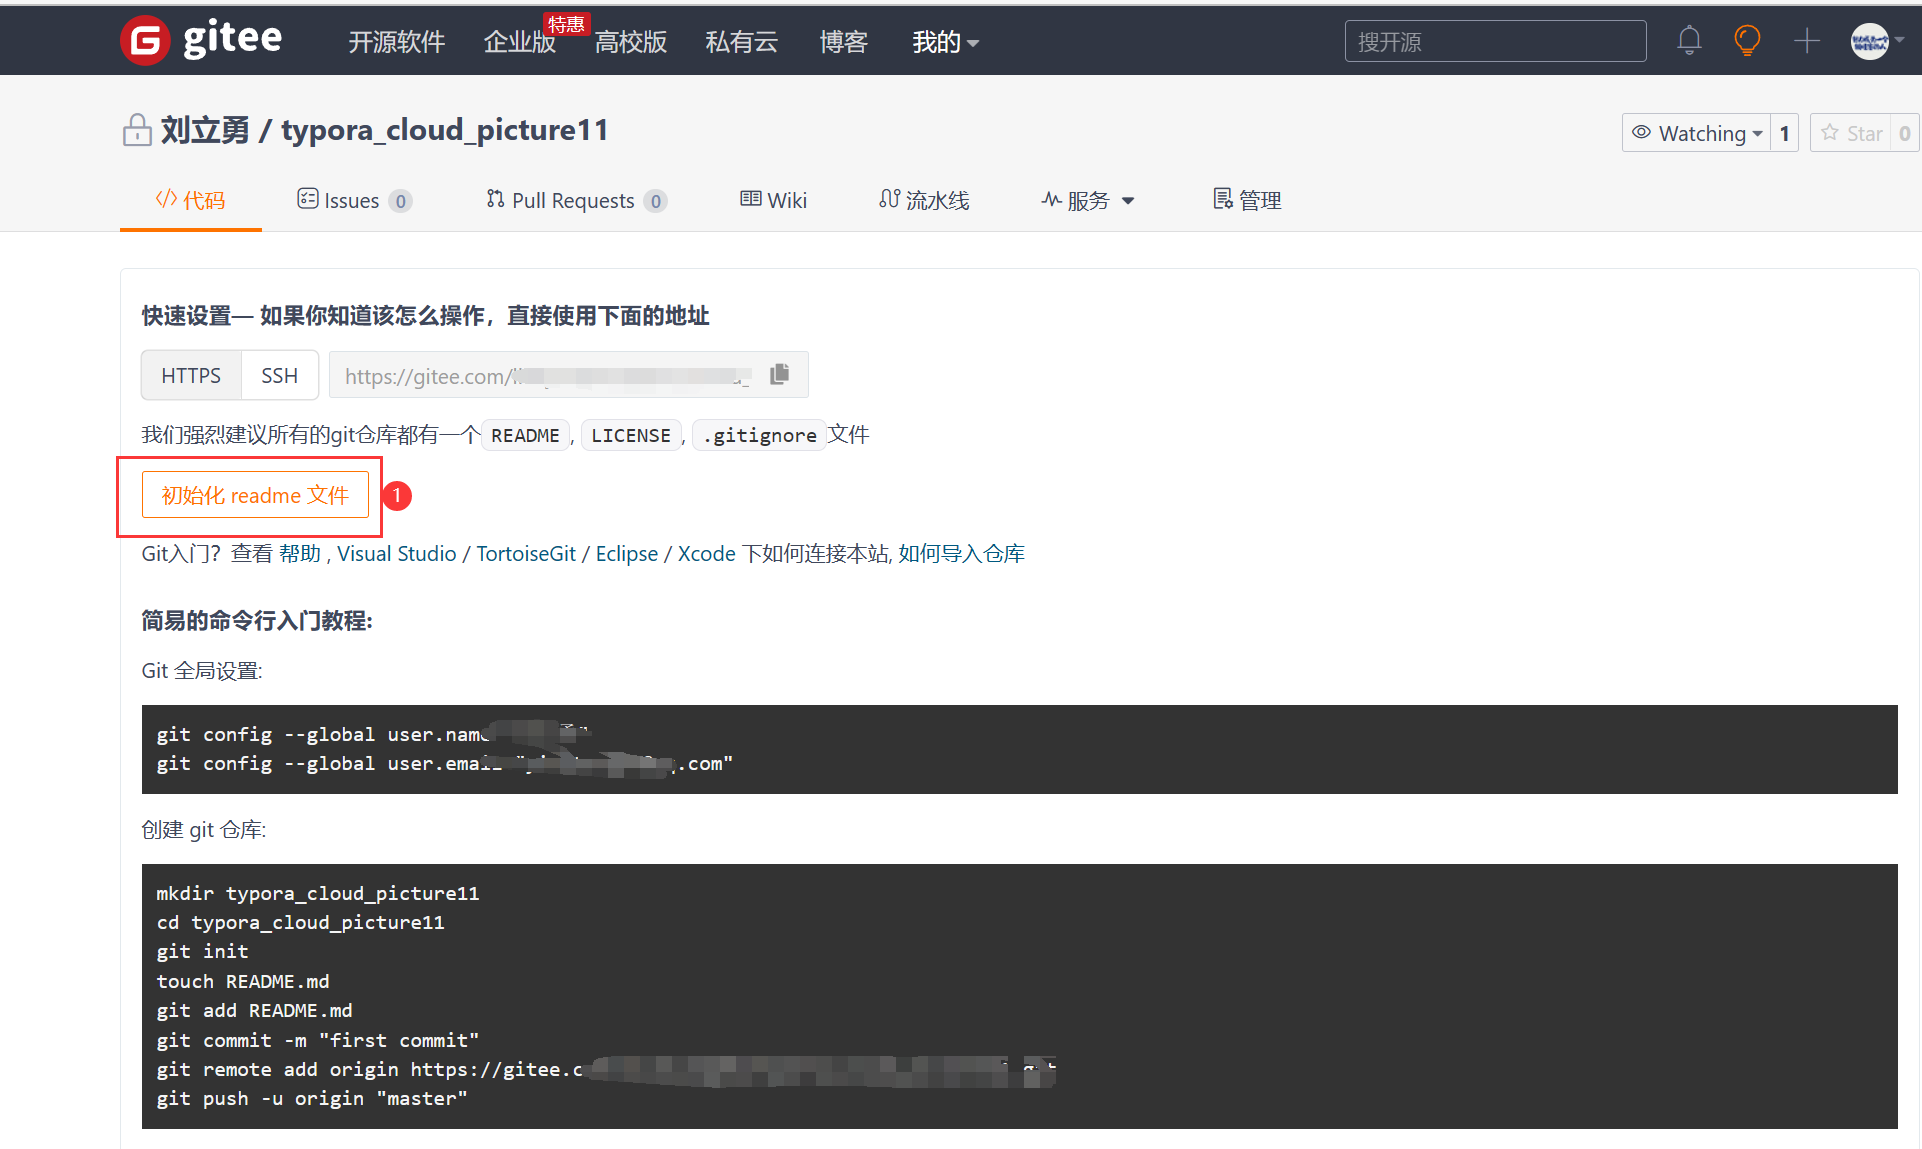 gitee 开源软件 企业版 特惠 高校版 私有云 博客 我的 搜开源
刘立勇 / typora_cloud_picture11 Watching 1 Star 0
代码 Issues 0 Pull Requests 0 Wiki 流水线 服务 管理
快速设置— 如果你知道该怎么操作，直接使用下面的地址
HTTPS SSH https://gitee.com/
我们强烈建议所有的git仓库都有一个 README , LICENSE , .gitignore 文件
初始化 readme 文件 1
Git入门？查看 帮助 , Visual Studio / TortoiseGit / Eclipse / Xcode 下如何连接本站, 如何导入仓库
简易的命令行入门教程:
Git 全局设置:
git config --global user.name
git config --global user.email .com"
创建 git 仓库:
mkdir typora_cloud_picture11
cd typora_cloud_picture11
git init
touch README.md
git add README.md
git commit -m "first commit"
git remote add origin https://gitee.c
git push -u origin "master"